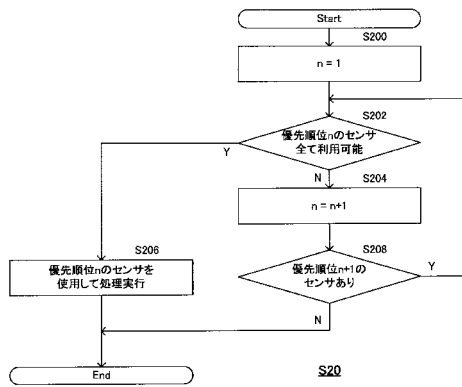 Start
S200
n = 1
S202
優先順位nのセンサ
全て利用可能
Y
N
S204
n = n+1
S206
優先順位nのセンサを
使用して処理実行
S208
優先順位n+1の
センサあり
Y
N
End
S20